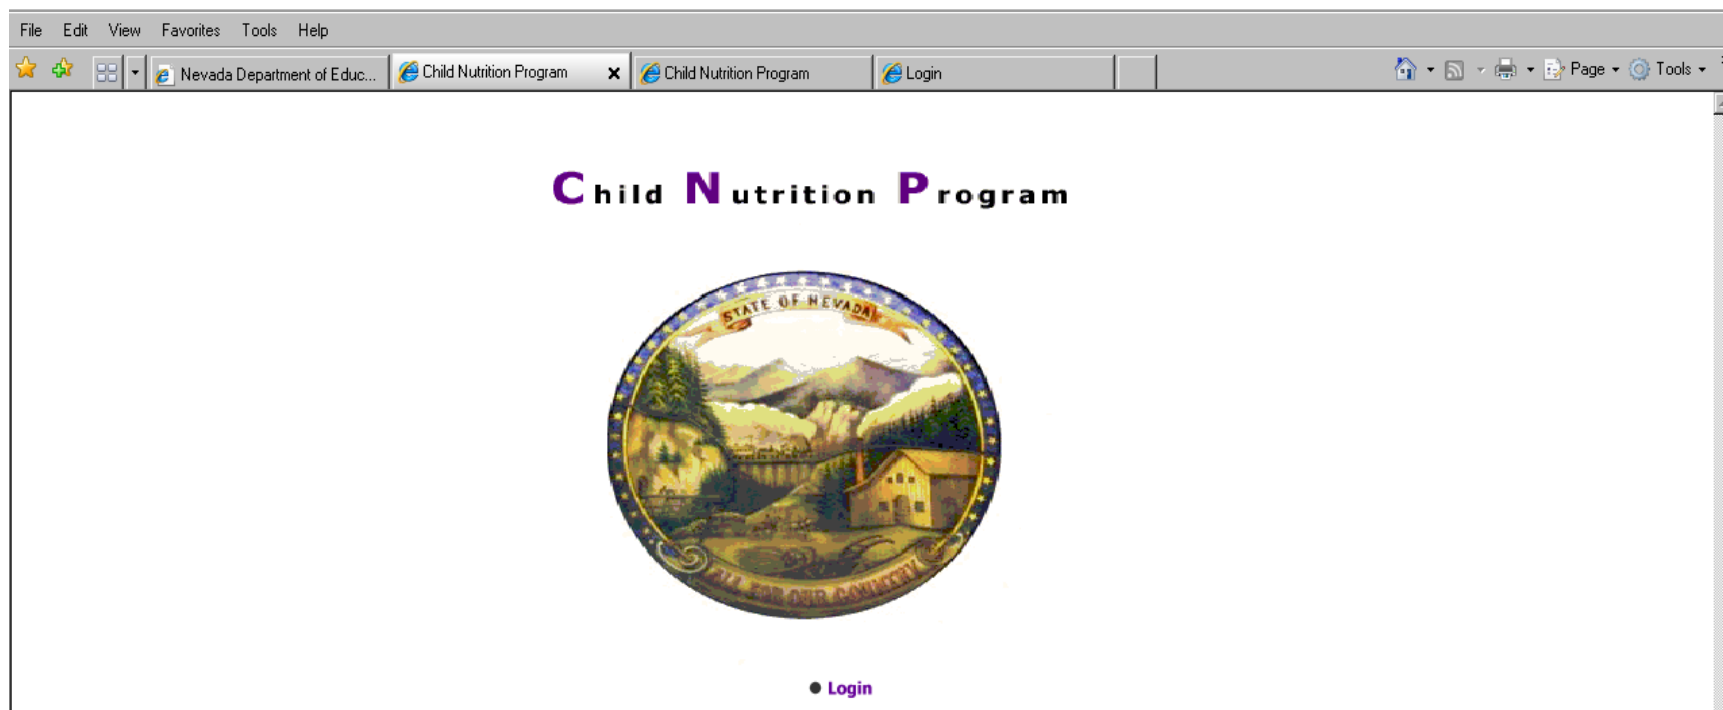 File Edit View Favorites Tools Help
Nevada Department of Educ... Child Nutrition Program Child Nutrition Program Login Page Tools
Child Nutrition Program
STATE OF NEVADA
ALL FOR OUR COUNTRY
Login